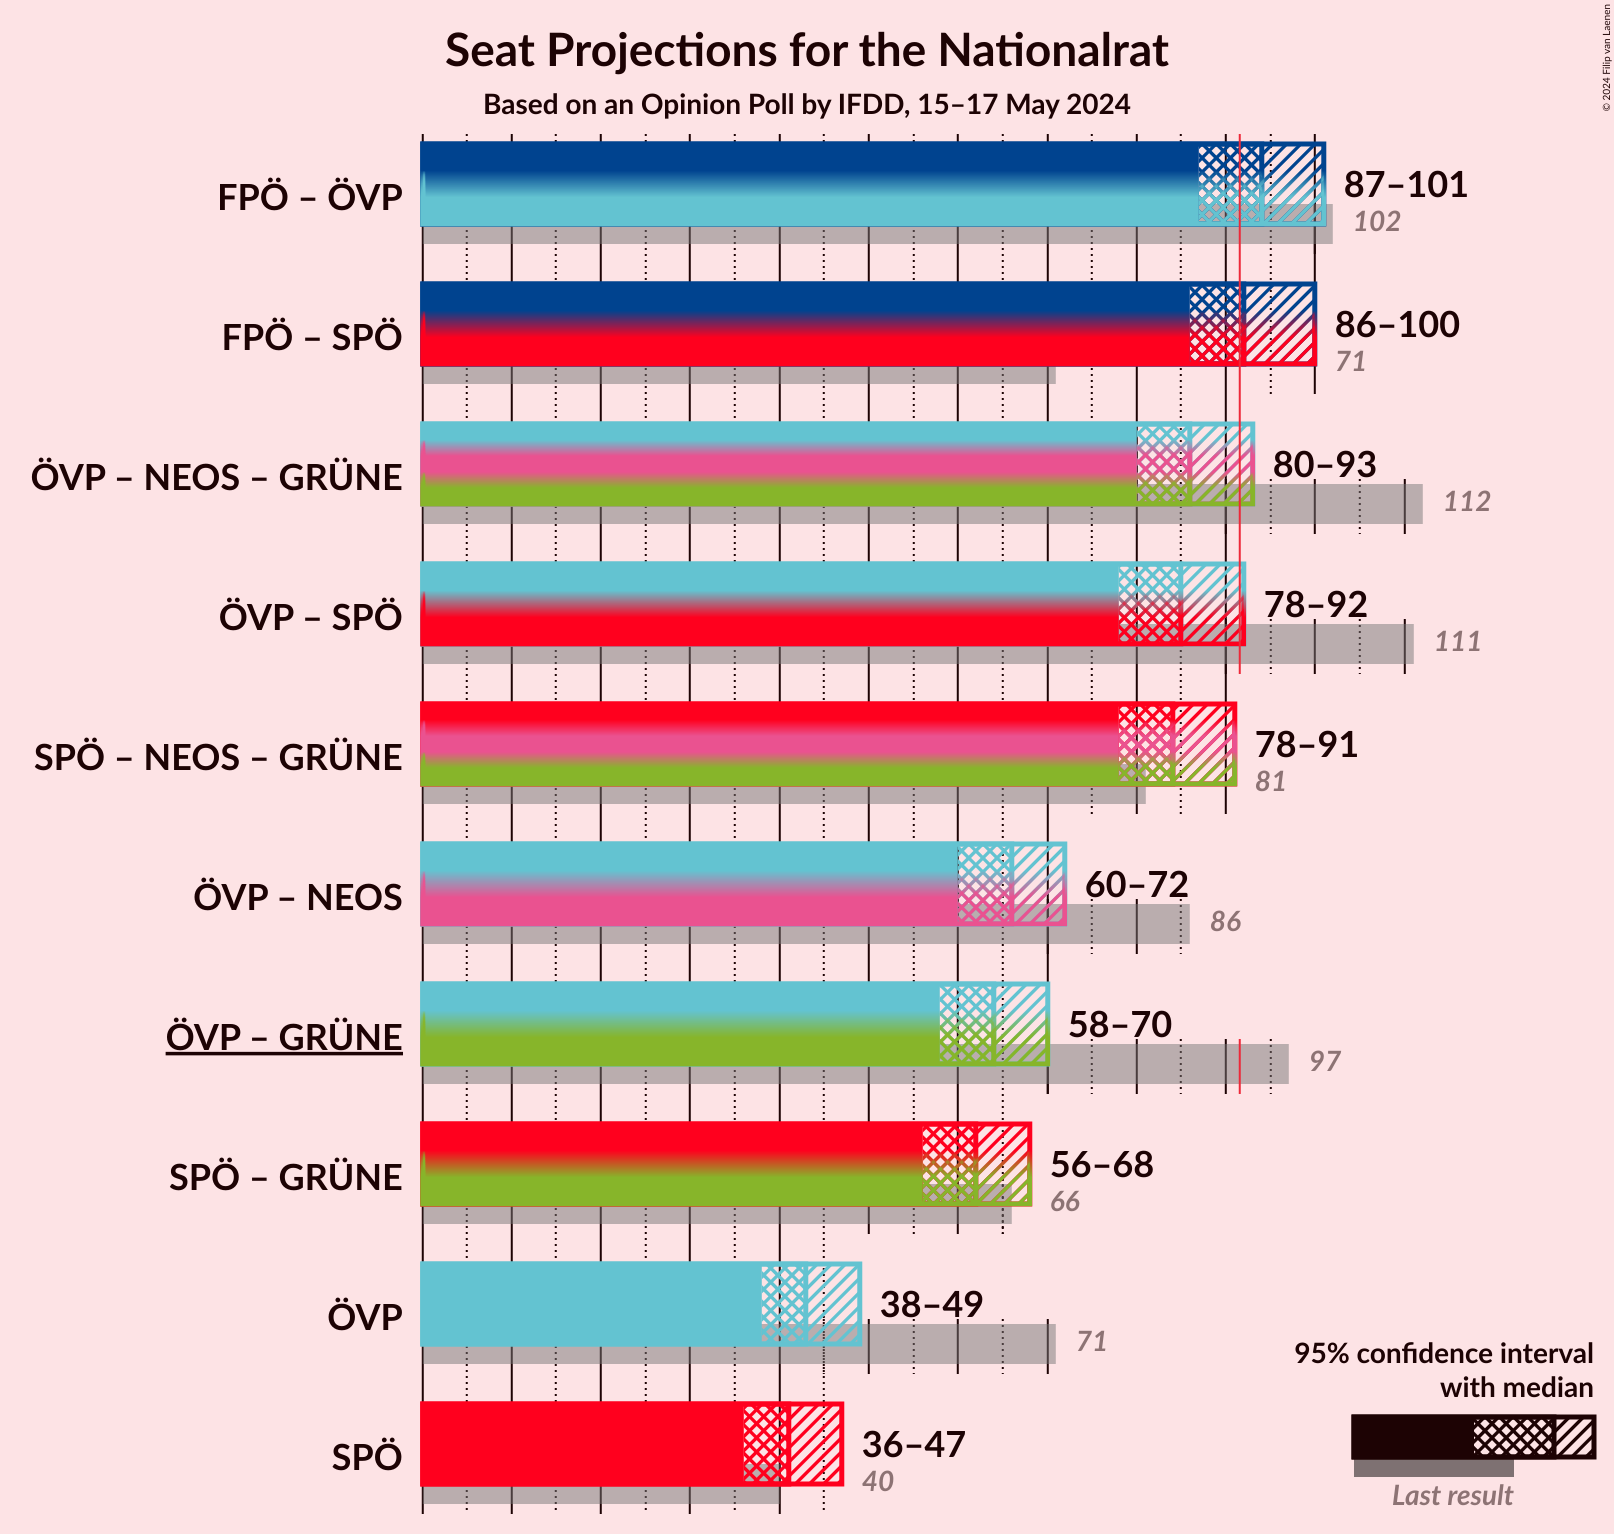 Seat Projections for the Nationalrat
Based on an Opinion Poll by IFDD, 15–17 May 2024
© 2024 Filip van Laenen
FPÖ – ÖVP
87–101
102
FPÖ – SPÖ
86–100
71
ÖVP – NEOS – GRÜNE
80–93
112
ÖVP – SPÖ
78–92
111
SPÖ – NEOS – GRÜNE
78–91
81
ÖVP – NEOS
60–72
86
ÖVP – GRÜNE
58–70
97
SPÖ – GRÜNE
56–68
66
ÖVP
38–49
71
SPÖ
36–47
40
95% confidence interval
with median
Last result